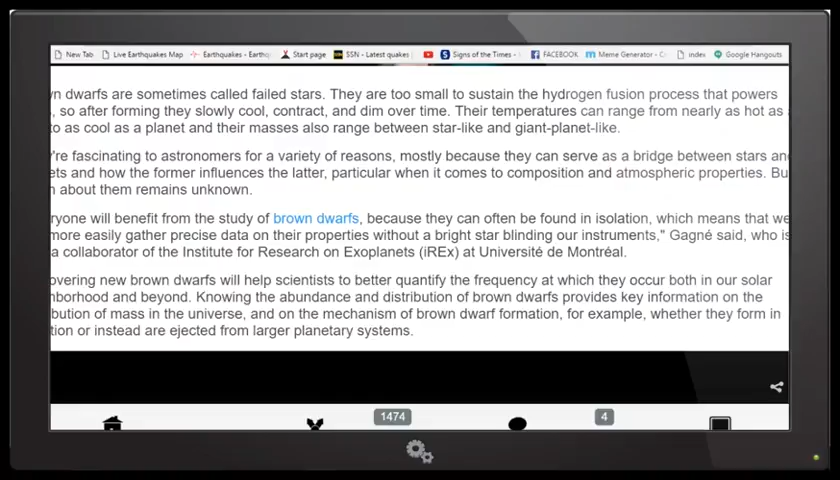 New Tab Live Earthquakes Map Earthquakes - Earthq Start page SSN - Latest quakes Signs of the Times - FACEBOOK Meme Generator - C index Google Hangouts
dwarfs are sometimes called failed stars. They are too small to sustain the hydrogen fusion process that powers
, so after forming they slowly cool, contract, and dim over time. Their temperatures can range from nearly as hot as
to as cool as a planet and their masses also range between star-like and giant-planet-like.
're fascinating to astronomers for a variety of reasons, mostly because they can serve as a bridge between stars an
ets and how the former influences the latter, particular when it comes to composition and atmospheric properties. Bu
about them remains unknown.
ryone will benefit from the study of brown dwarfs, because they can often be found in isolation, which means that we
more easily gather precise data on their properties without a bright star blinding our instruments," Gagné said, who is
a collaborator of the Institute for Research on Exoplanets (iREx) at Université de Montréal.
overing new brown dwarfs will help scientists to better quantify the frequency at which they occur both in our solar
hborhood and beyond. Knowing the abundance and distribution of brown dwarfs provides key information on the
bution of mass in the universe, and on the mechanism of brown dwarf formation, for example, whether they form in
tion or instead are ejected from larger planetary systems.
1474 4